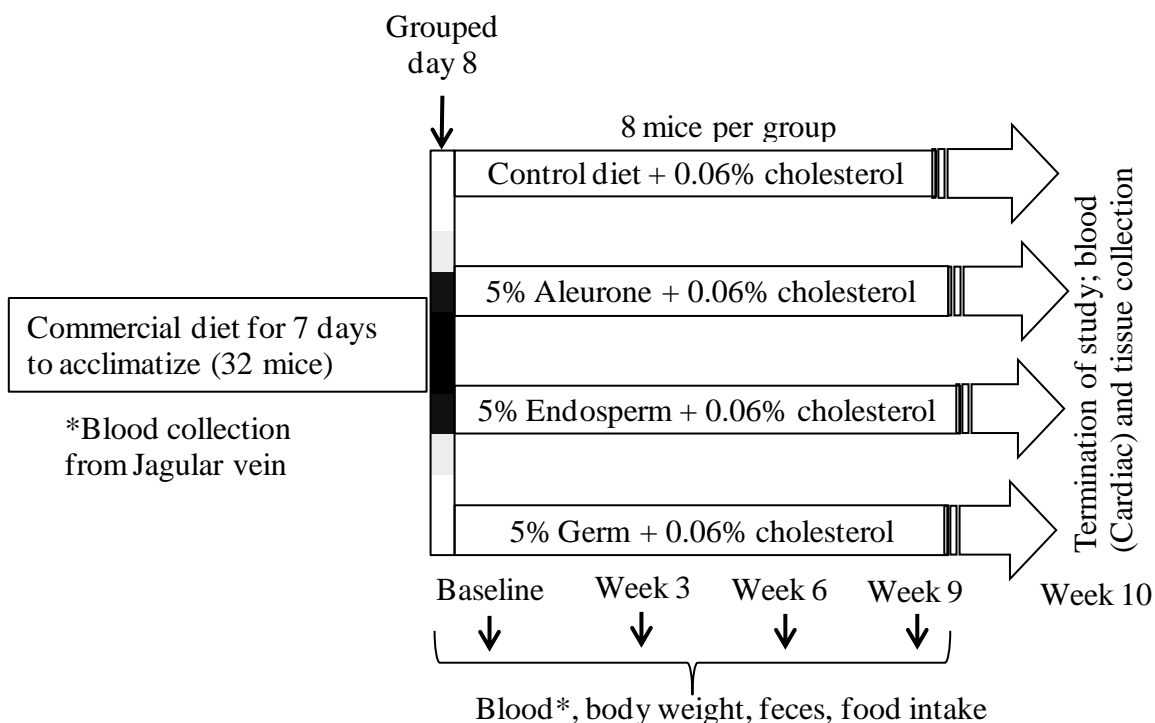 Grouped
day 8
8 mice per group
Control diet + 0.06% cholesterol
5% Aleurone + 0.06% cholesterol
Commercial diet for 7 days
to acclimatize (32 mice)
5% Endosperm + 0.06% cholesterol
*Blood collection
from Jagular vein
5% Germ + 0.06% cholesterol
Termination of study; blood
(Cardiac) and tissue collection
Baseline
Week 3
Week 6
Week 9
Week 10
Blood*, body weight, feces, food intake